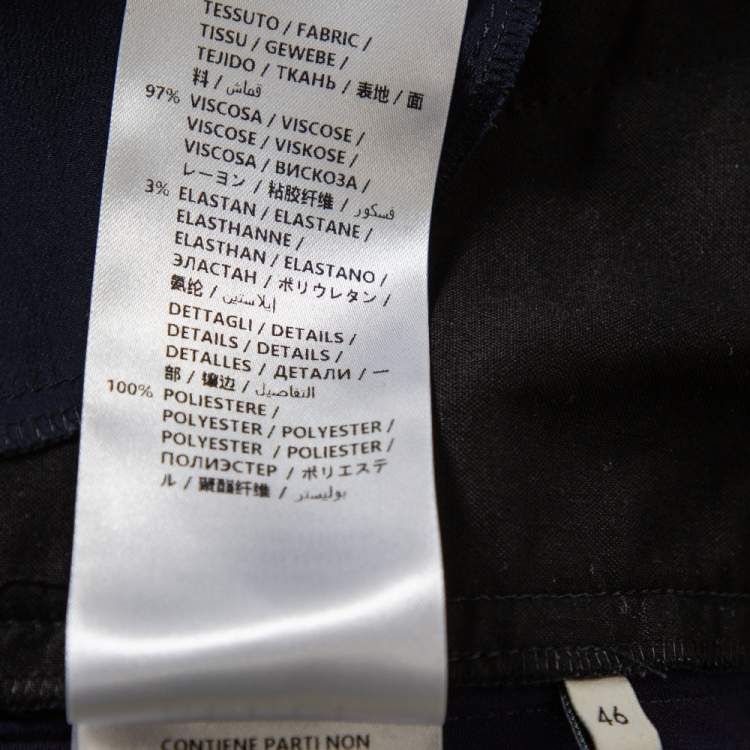 TESSUTO / FABRIC /
TISSU / GEWEBE /
TEJIDO / ТКАНЬ / 表地 / 面
料 / قماش
97% VISCOSA / VISCOSE /
VISCOSE / VISKOSE /
VISCOSA / ВИСКОЗА /
レーヨン / 粘胶纤维 / فسكور
3% ELASTAN / ELASTANE /
ELASTHANNE /
ELASTHAN / ELASTANO /
ЭЛАСТАН / ポリウレタン /
氨纶 / إيلاستين
DETTAGLI / DETAILS /
DETAILS / DETAILS /
DETALLES / ДЕТАЛИ / 一
部 / 镶边 / التفاصيل
100% POLIESTERE /
POLYESTER / POLYESTER /
POLYESTER / POLIESTER /
ПОЛИЭСТЕР / ポリエステ
ル / 聚酯纤维 / بوليستر
CONTIENE PARTI NON
46